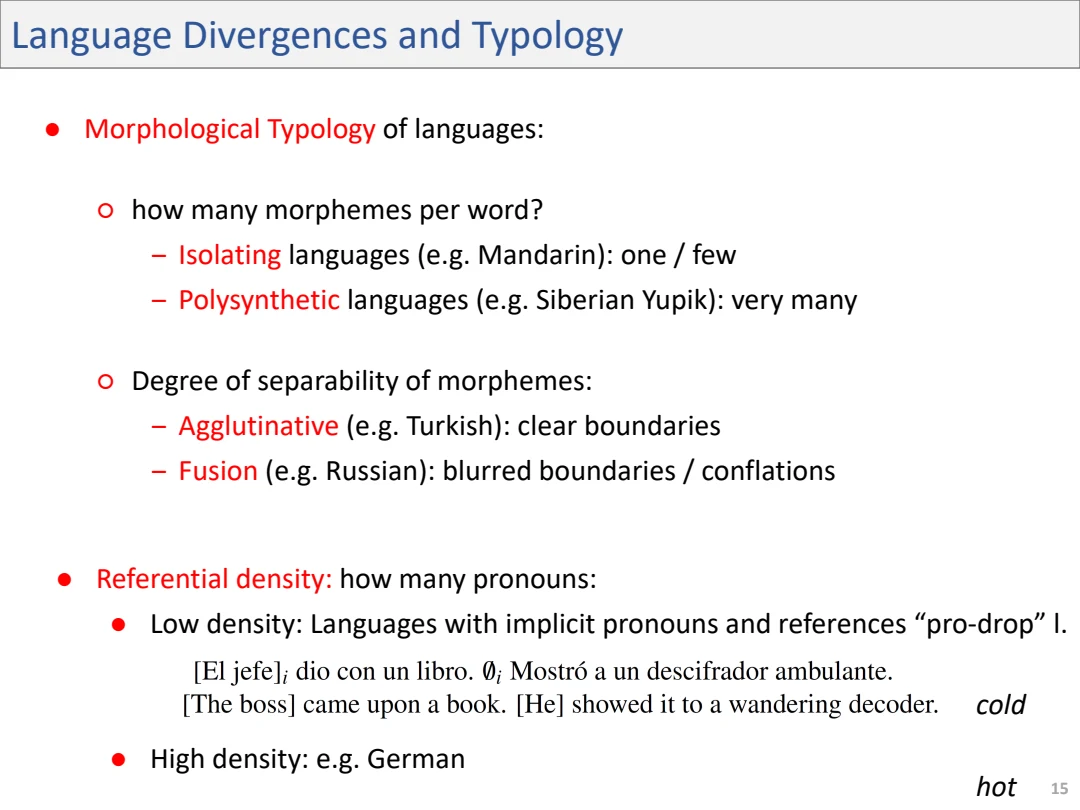 Language Divergences and Typology
● Morphological Typology of languages:
○ how many morphemes per word?
– Isolating languages (e.g. Mandarin): one / few
– Polysynthetic languages (e.g. Siberian Yupik): very many
○ Degree of separability of morphemes:
– Agglutinative (e.g. Turkish): clear boundaries
– Fusion (e.g. Russian): blurred boundaries / conflations
● Referential density: how many pronouns:
● Low density: Languages with implicit pronouns and references “pro-drop” l.
[El jefe]i dio con un libro. ∅i Mostró a un descifrador ambulante.
[The boss] came upon a book. [He] showed it to a wandering decoder. cold
● High density: e.g. German
hot 15